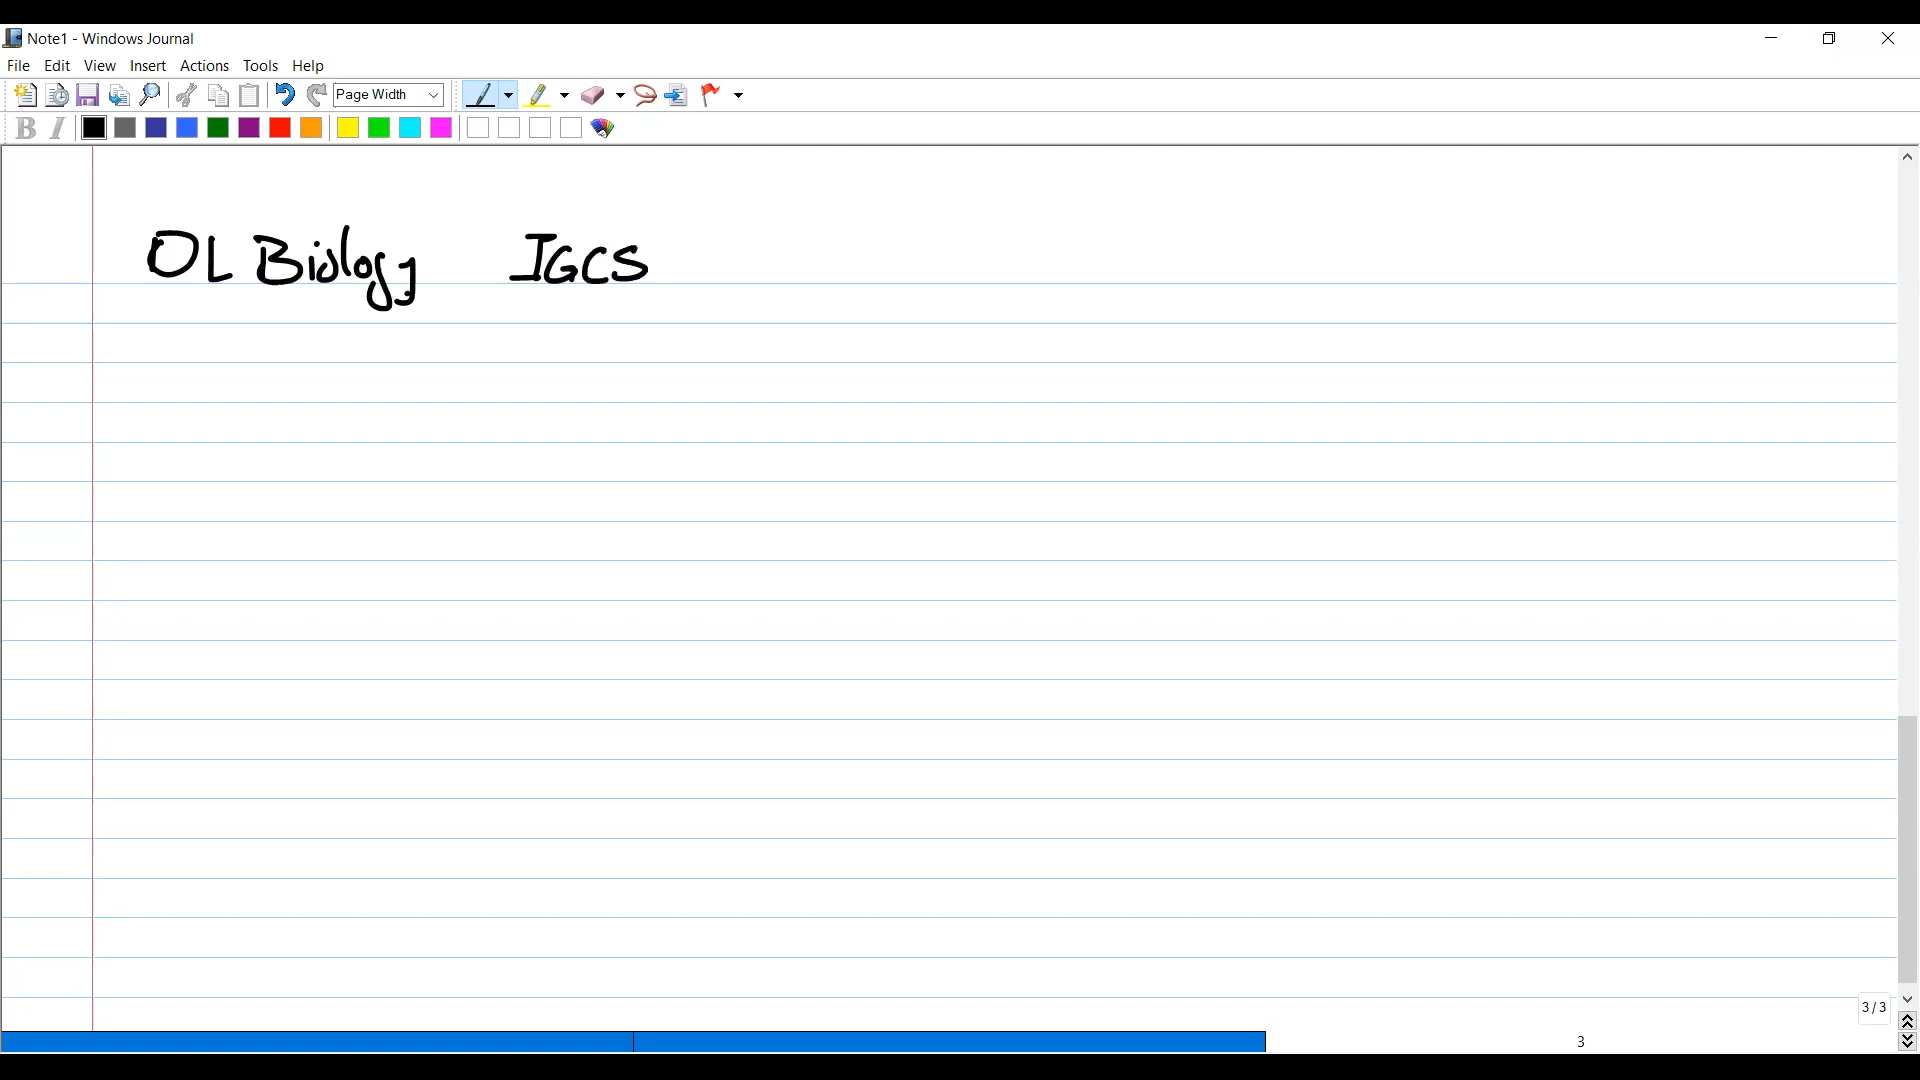 Note1 - Windows Journal
File Edit View Insert Actions Tools Help
Page Width
B I
OL Biology IGCS
3 / 3
3